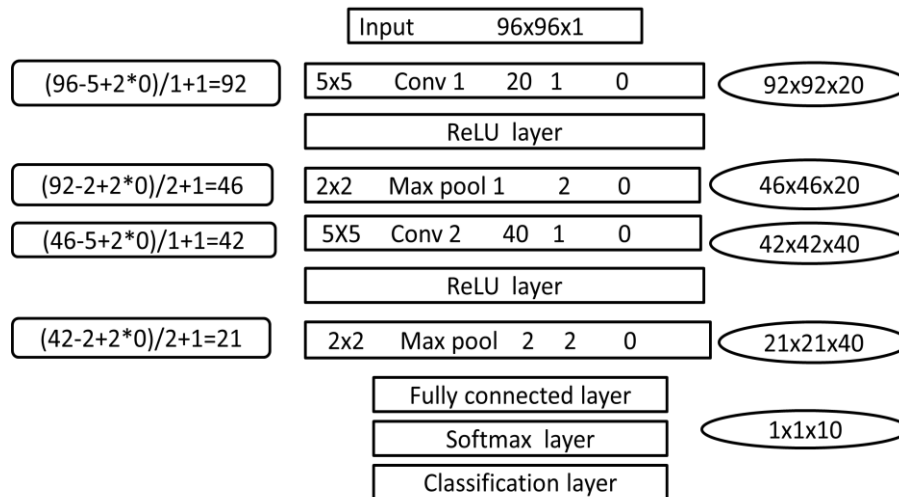 Input 96x96x1
(96-5+2*0)/1+1=92 5x5 Conv 1 20 1 0 92x92x20
ReLU layer
(92-2+2*0)/2+1=46 2x2 Max pool 1 2 0 46x46x20
(46-5+2*0)/1+1=42 5X5 Conv 2 40 1 0 42x42x40
ReLU layer
(42-2+2*0)/2+1=21 2x2 Max pool 2 2 0 21x21x40
Fully connected layer
Softmax layer 1x1x10
Classification layer